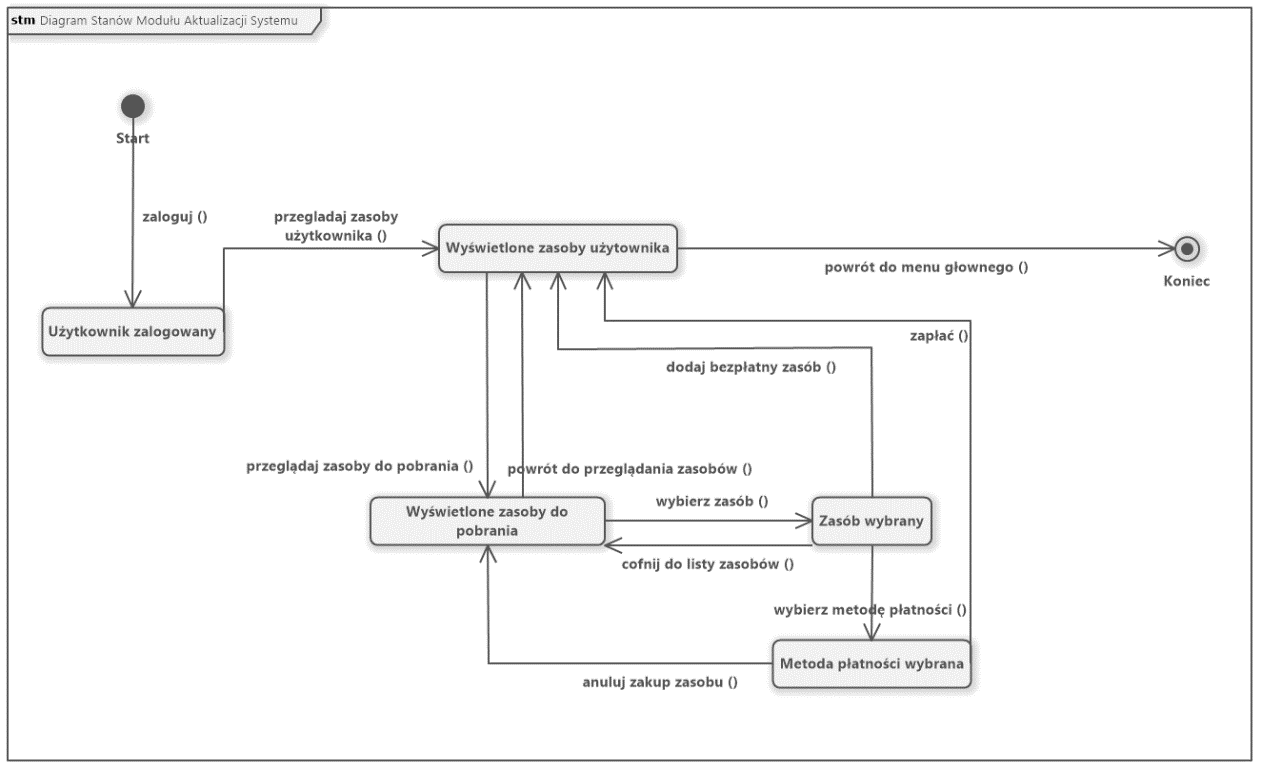 stm Diagram Stanów Modułu Aktualizacji Systemu
Start
zaloguj ()
przegladaj zasoby
użytkownika ()
Wyświetlone zasoby użytownika
powrót do menu głownego ()
Koniec
Użytkownik zalogowany
zapłać ()
dodaj bezpłatny zasób ()
przeglądaj zasoby do pobrania ()
powrót do przeglądania zasobów ()
wybierz zasób ()
Wyświetlone zasoby do
pobrania
Zasób wybrany
cofnij do listy zasobów ()
wybierz metodę płatności ()
Metoda płatności wybrana
anuluj zakup zasobu ()